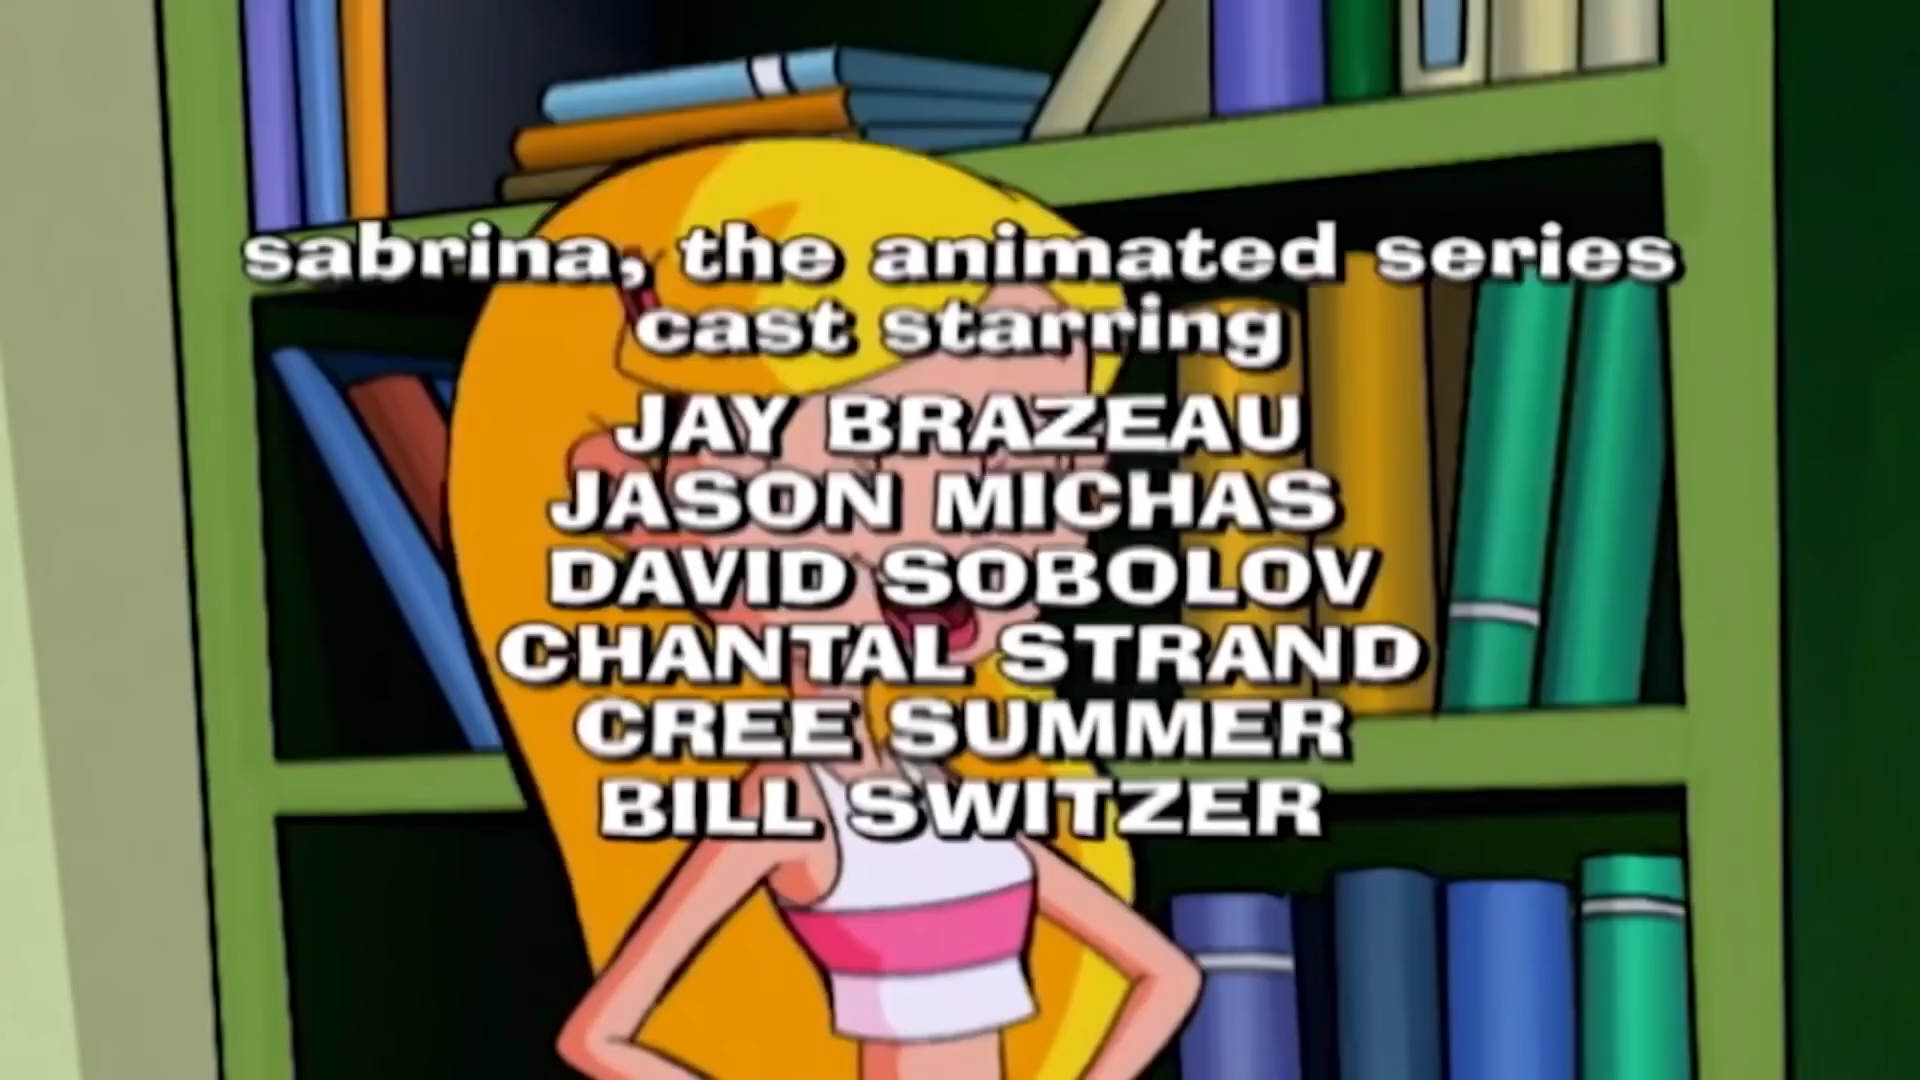 sabrina, the animated series
cast starring
JAY BRAZEAU
JASON MICHAS
DAVID SOBOLOV
CHANTAL STRAND
CREE SUMMER
BILL SWITZER